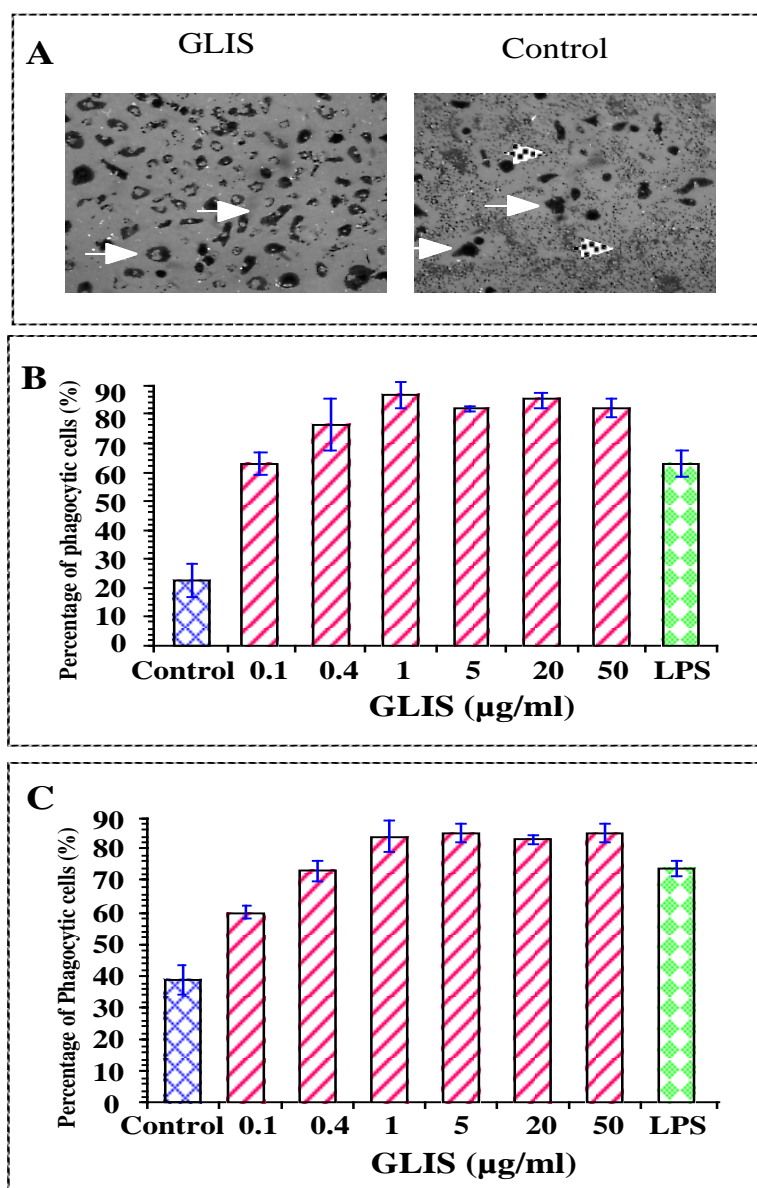 A
GLIS
Control
B
Percentage of phagocytic cells (%)
90
80
70
60
50
40
30
20
10
0
Control 0.1 0.4 1 5 20 50 LPS
GLIS (µg/ml)
C
Percentage of Phagocytic cells (%)
90
80
70
60
50
40
30
20
10
0
Control 0.1 0.4 1 5 20 50 LPS
GLIS (µg/ml)